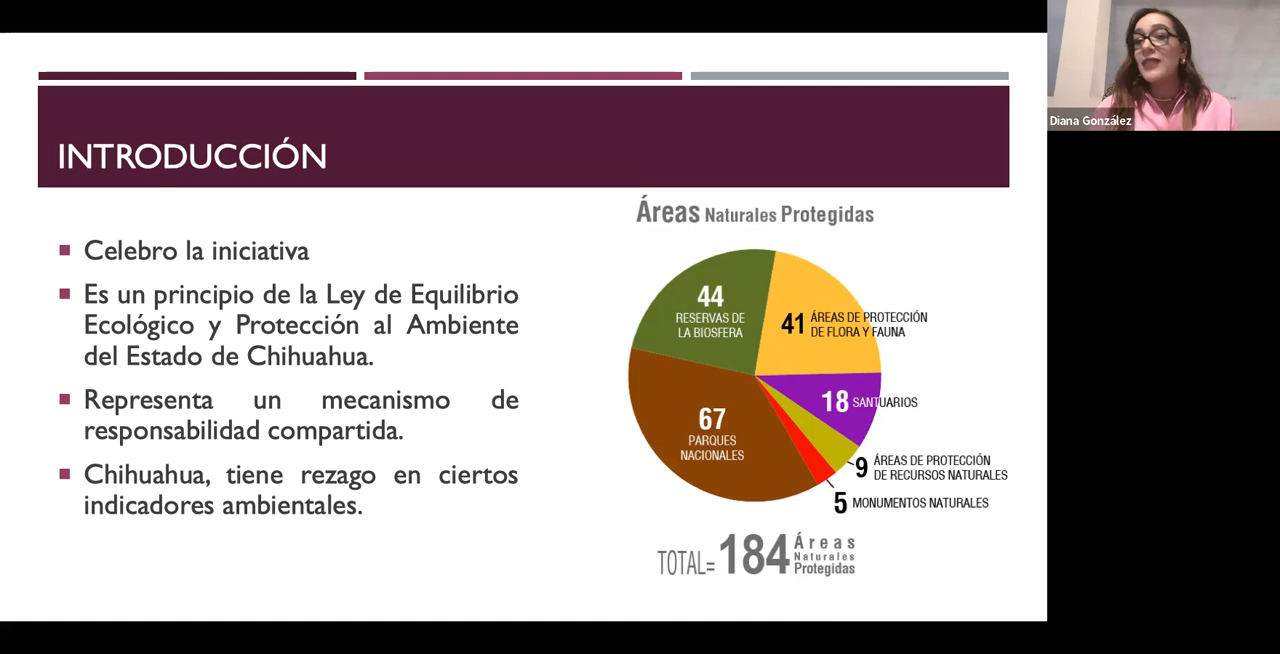 INTRODUCCIÓN
Celebro la iniciativa
Es un principio de la Ley de Equilibrio
Ecológico y Protección al Ambiente
del Estado de Chihuahua.
Representa un mecanismo de
responsabilidad compartida.
Chihuahua, tiene rezago en ciertos
indicadores ambientales.
Áreas Naturales Protegidas
44
RESERVAS DE
LA BIOSFERA
41 ÁREAS DE PROTECCIÓN
DE FLORA Y FAUNA
18 SANTUARIOS
67
PARQUES
NACIONALES
9 ÁREAS DE PROTECCIÓN
DE RECURSOS NATURALES
5 MONUMENTOS NATURALES
TOTAL= 184 Áreas
Naturales
Protegidas
Diana González